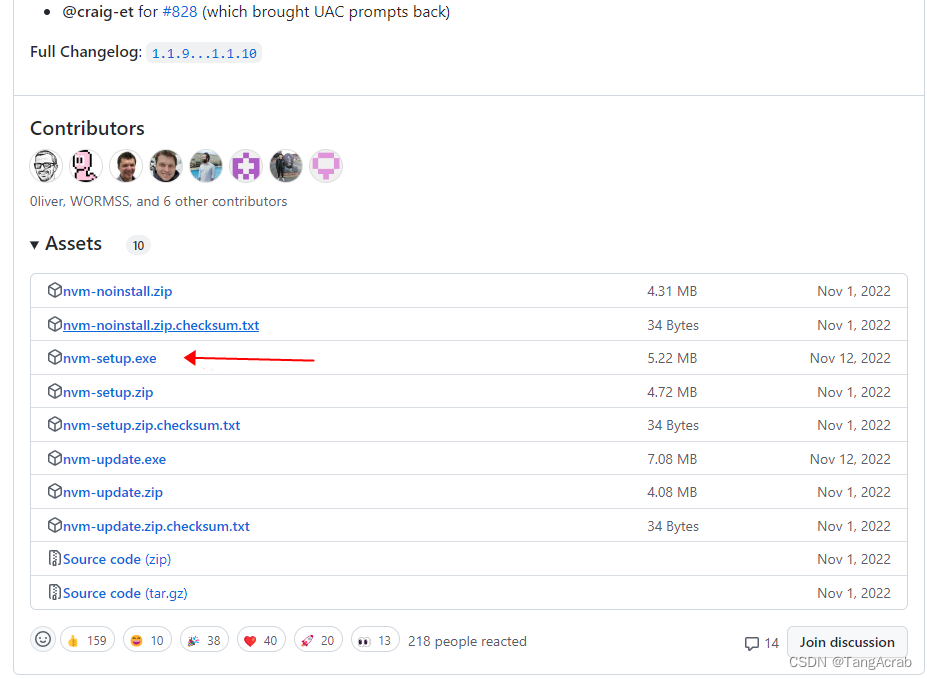 @craig-et for #828 (which brought UAC prompts back)
Full Changelog: 1.1.9...1.1.10
Contributors
0liver, WORMSS, and 6 other contributors
Assets 10
nvm-noinstall.zip 4.31 MB Nov 1, 2022
nvm-noinstall.zip.checksum.txt 34 Bytes Nov 1, 2022
nvm-setup.exe 5.22 MB Nov 12, 2022
nvm-setup.zip 4.72 MB Nov 1, 2022
nvm-setup.zip.checksum.txt 34 Bytes Nov 1, 2022
nvm-update.exe 7.08 MB Nov 12, 2022
nvm-update.zip 4.08 MB Nov 1, 2022
nvm-update.zip.checksum.txt 34 Bytes Nov 1, 2022
Source code (zip) Nov 1, 2022
Source code (tar.gz) Nov 1, 2022
159 10 38 40 20 13 218 people reacted 14 Join discussion
CSDN @TangAcrab